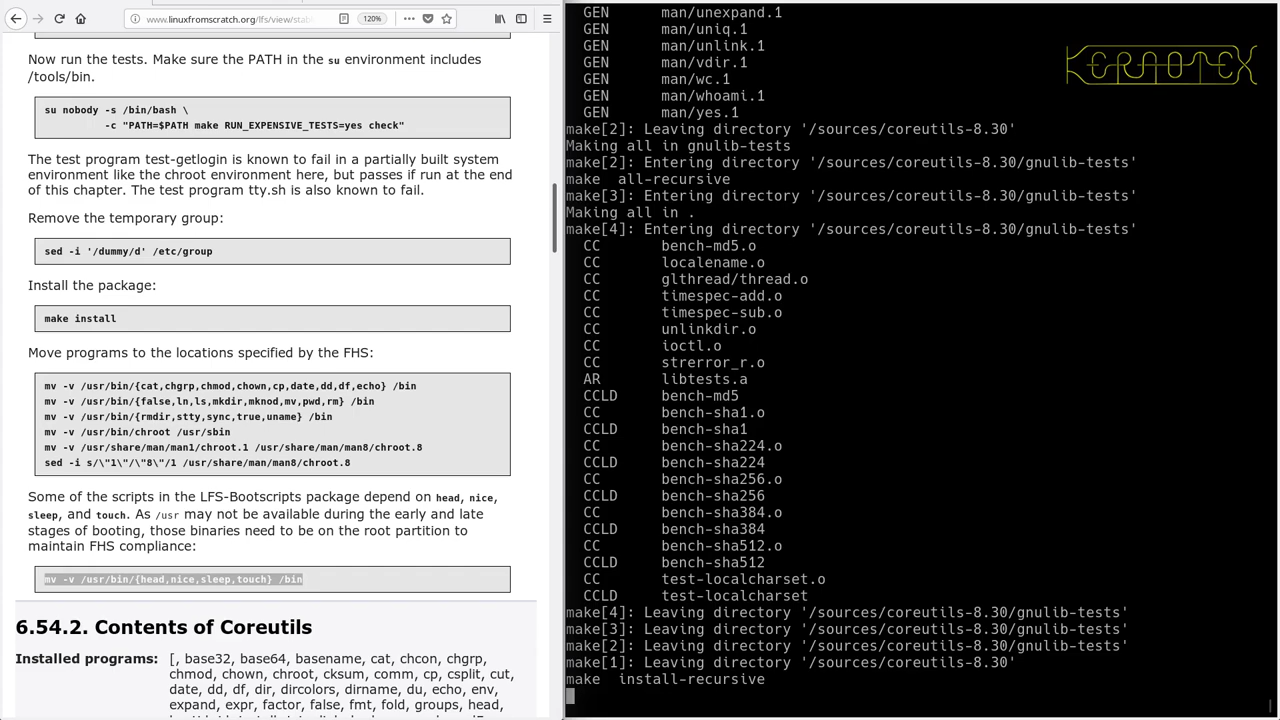 www.linuxfromscratch.org/lfs/view/stab
120%
Now run the tests. Make sure the PATH in the su environment includes
/tools/bin.
su nobody -s /bin/bash \
-c "PATH=$PATH make RUN_EXPENSIVE_TESTS=yes check"
The test program test-getlogin is known to fail in a partially built system
environment like the chroot environment here, but passes if run at the end
of this chapter. The test program tty.sh is also known to fail.
Remove the temporary group:
sed -i '/dummy/d' /etc/group
Install the package:
make install
Move programs to the locations specified by the FHS:
mv -v /usr/bin/{cat,chgrp,chmod,chown,cp,date,dd,df,echo} /bin
mv -v /usr/bin/{false,ln,ls,mkdir,mknod,mv,pwd,rm} /bin
mv -v /usr/bin/{rmdir,stty,sync,true,uname} /bin
mv -v /usr/bin/chroot /usr/sbin
mv -v /usr/share/man/man1/chroot.1 /usr/share/man/man8/chroot.8
sed -i s/\"1\"/\"8\"/1 /usr/share/man/man8/chroot.8
Some of the scripts in the LFS-Bootscripts package depend on head, nice,
sleep, and touch. As /usr may not be available during the early and late
stages of booting, those binaries need to be on the root partition to
maintain FHS compliance:
mv -v /usr/bin/{head,nice,sleep,touch} /bin
6.54.2. Contents of Coreutils
Installed programs: [, base32, base64, basename, cat, chcon, chgrp,
chmod, chown, chroot, cksum, comm, cp, csplit, cut,
date, dd, df, dir, dircolors, dirname, du, echo, env,
expand, expr, factor, false, fmt, fold, groups, head,
GEN man/unexpand.1
GEN man/uniq.1
GEN man/unlink.1
GEN man/vdir.1
GEN man/wc.1
GEN man/whoami.1
GEN man/yes.1
make[2]: Leaving directory '/sources/coreutils-8.30'
Making all in gnulib-tests
make[2]: Entering directory '/sources/coreutils-8.30/gnulib-tests'
make  all-recursive
make[3]: Entering directory '/sources/coreutils-8.30/gnulib-tests'
Making all in .
make[4]: Entering directory '/sources/coreutils-8.30/gnulib-tests'
CC bench-md5.o
CC localename.o
CC glthread/thread.o
CC timespec-add.o
CC timespec-sub.o
CC unlinkdir.o
CC ioctl.o
CC strerror_r.o
AR libtests.a
CCLD bench-md5
CC bench-sha1.o
CCLD bench-sha1
CC bench-sha224.o
CCLD bench-sha224
CC bench-sha256.o
CCLD bench-sha256
CC bench-sha384.o
CCLD bench-sha384
CC bench-sha512.o
CCLD bench-sha512
CC test-localcharset.o
CCLD test-localcharset
make[4]: Leaving directory '/sources/coreutils-8.30/gnulib-tests'
make[3]: Leaving directory '/sources/coreutils-8.30/gnulib-tests'
make[2]: Leaving directory '/sources/coreutils-8.30/gnulib-tests'
make[1]: Leaving directory '/sources/coreutils-8.30'
make  install-recursive